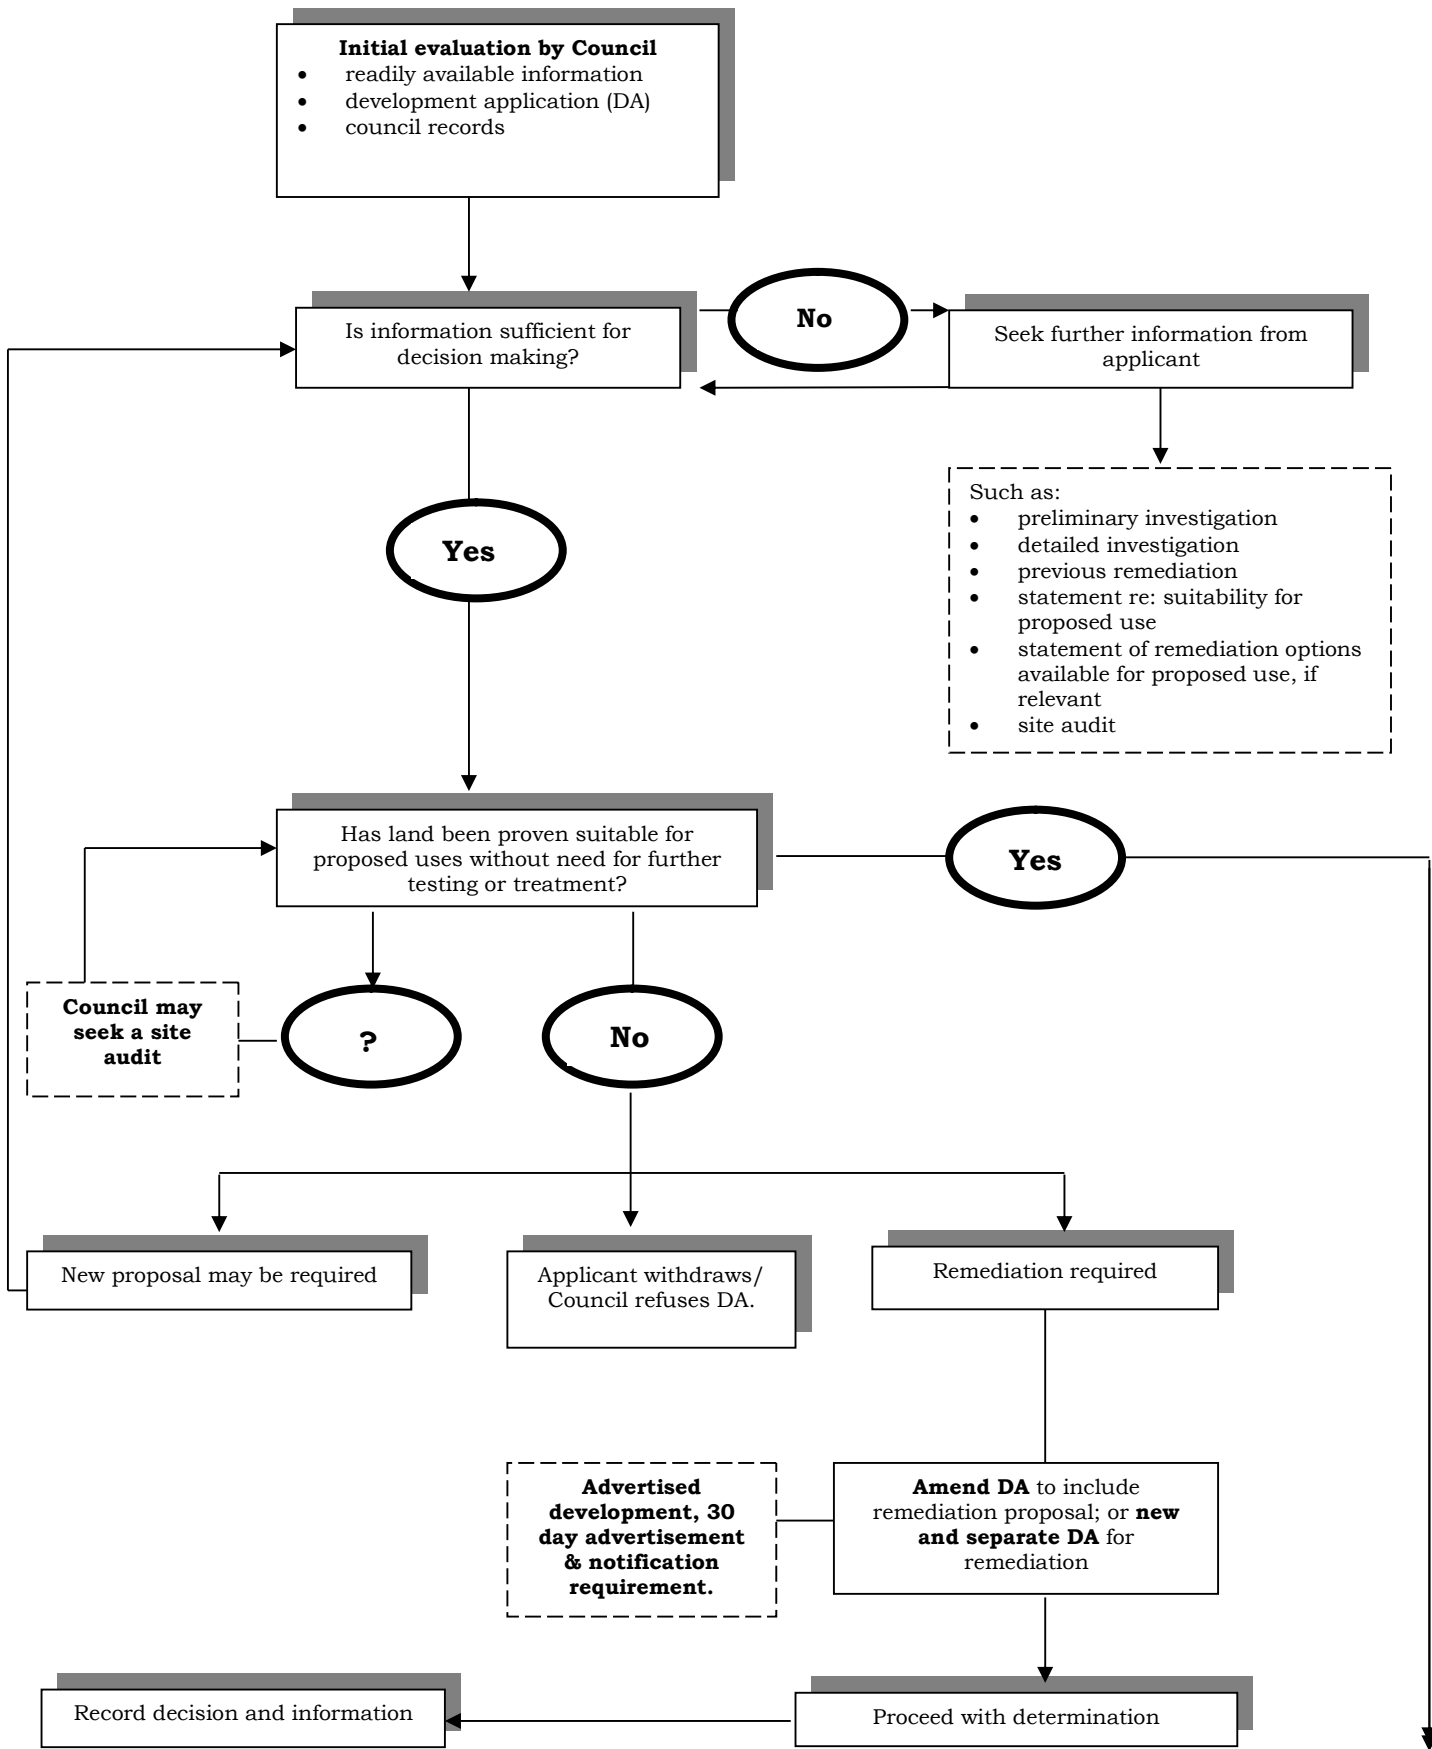 Initial evaluation by Council
• readily available information
• development application (DA)
• council records
Is information sufficient for
decision making?
No
Seek further information from
applicant
Yes
Such as:
• preliminary investigation
• detailed investigation
• previous remediation
• statement re: suitability for
proposed use
• statement of remediation options
available for proposed use, if
relevant
• site audit
Has land been proven suitable for
proposed uses without need for further
testing or treatment?
Yes
Council may
seek a site
audit
?
No
New proposal may be required
Applicant withdraws/
Council refuses DA.
Remediation required
Advertised
development, 30
day advertisement
& notification
requirement.
Amend DA to include
remediation proposal; or new
and separate DA for
remediation
Record decision and information
Proceed with determination